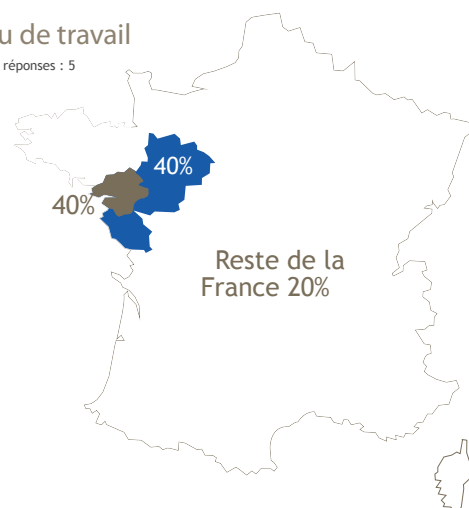 u de travail
réponses : 5
40%
40%
Reste de la
France 20%